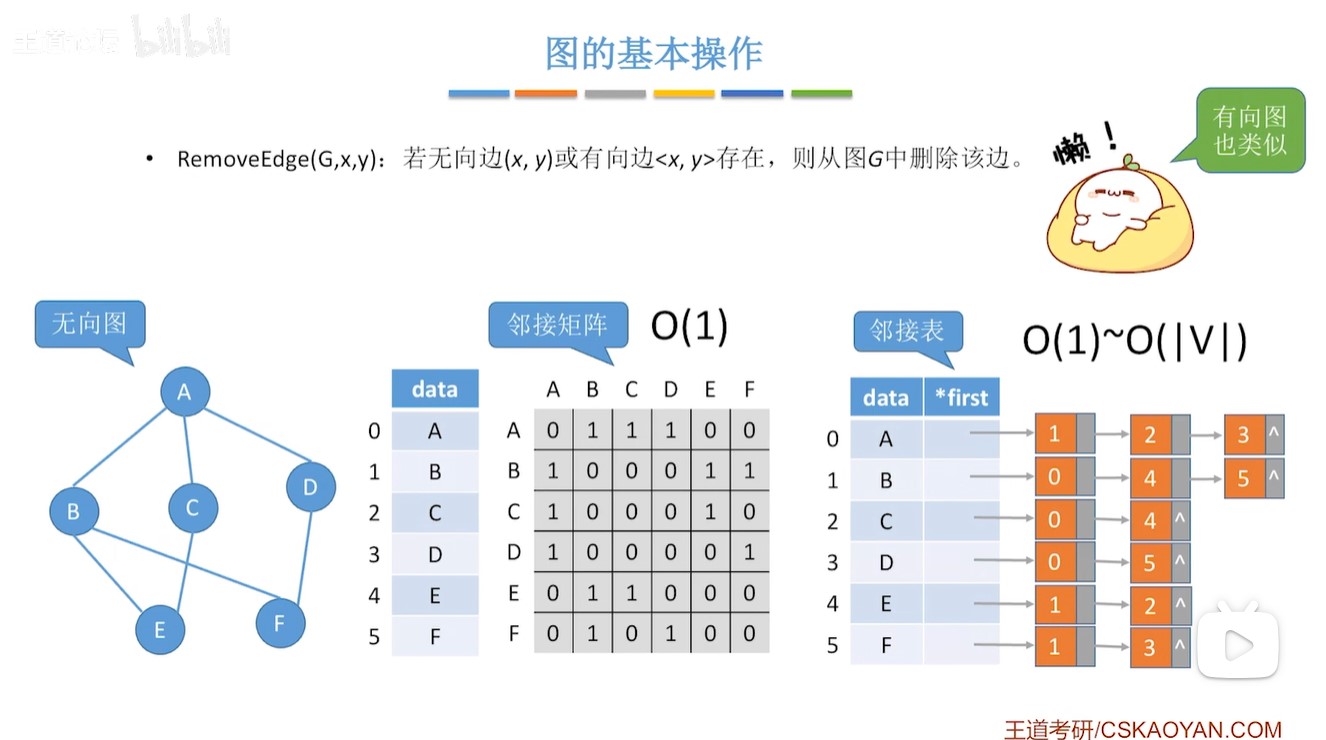 王道论坛 bilibili
图的基本操作
• RemoveEdge(G,x,y)：若无向边(x, y)或有向边<x, y>存在，则从图G中删除该边。
懒！
有向图
也类似
无向图
A
B
C
D
E
F
邻接矩阵
O(1)
data
0 A
1 B
2 C
3 D
4 E
5 F
A B C D E F
A 0 1 1 1 0 0
B 1 0 0 0 1 1
C 1 0 0 0 1 0
D 1 0 0 0 0 1
E 0 1 1 0 0 0
F 0 1 0 1 0 0
邻接表
O(1)~O(|V|)
data *first
0 A 1 2 3 ^
1 B 0 4 5 ^
2 C 0 4 ^
3 D 0 5 ^
4 E 1 2 ^
5 F 1 3 ^
王道考研/CSKAOYAN.COM